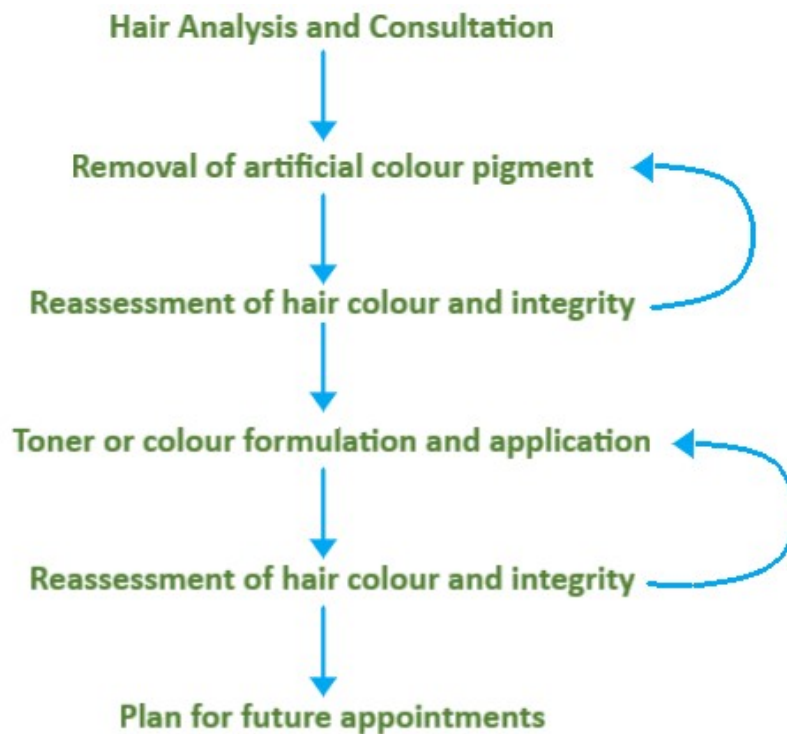 Hair Analysis and Consultation
Removal of artificial colour pigment
Reassessment of hair colour and integrity
Toner or colour formulation and application
Reassessment of hair colour and integrity
Plan for future appointments